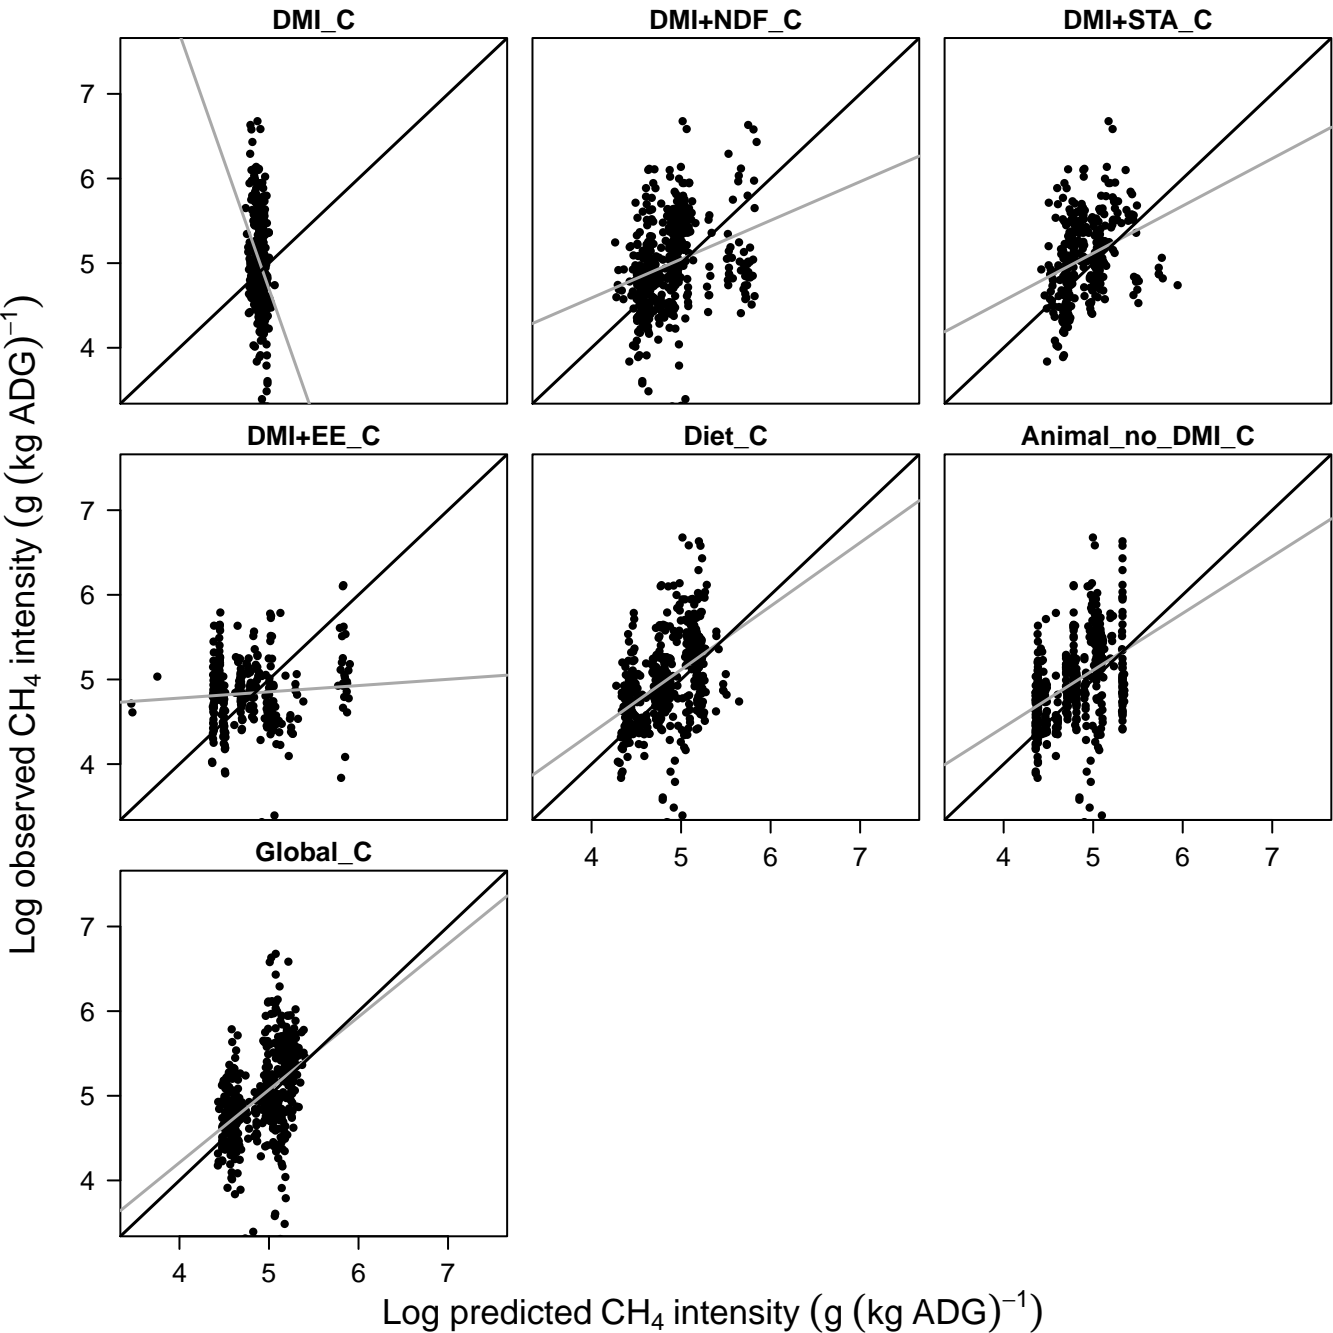 DMI_C DMI+NDF_C DMI+STA_C
7
6
5
4
DMI+EE_C Diet_C Animal_no_DMI_C
7
6
5
4
4 5 6 7 4 5 6 7
Global_C
7
6
5
4
4 5 6 7
Log observed CH₄ intensity (g (kg ADG)⁻¹)
Log predicted CH₄ intensity (g (kg ADG)⁻¹)